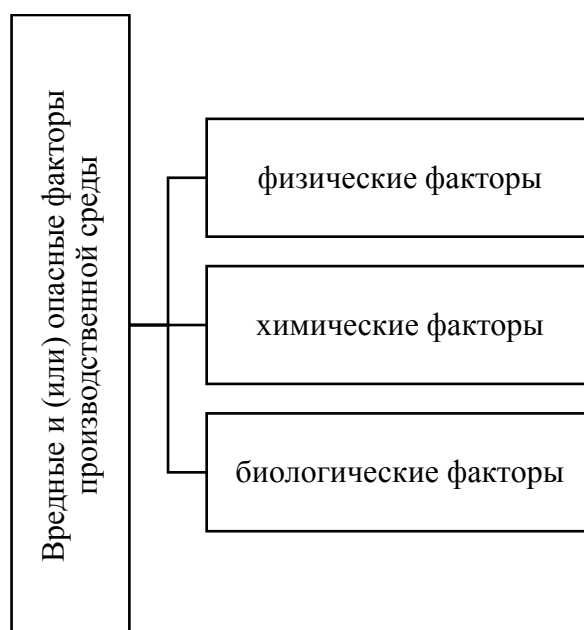 Вредные и (или) опасные факторы
производственной среды
физические факторы
химические факторы
биологические факторы